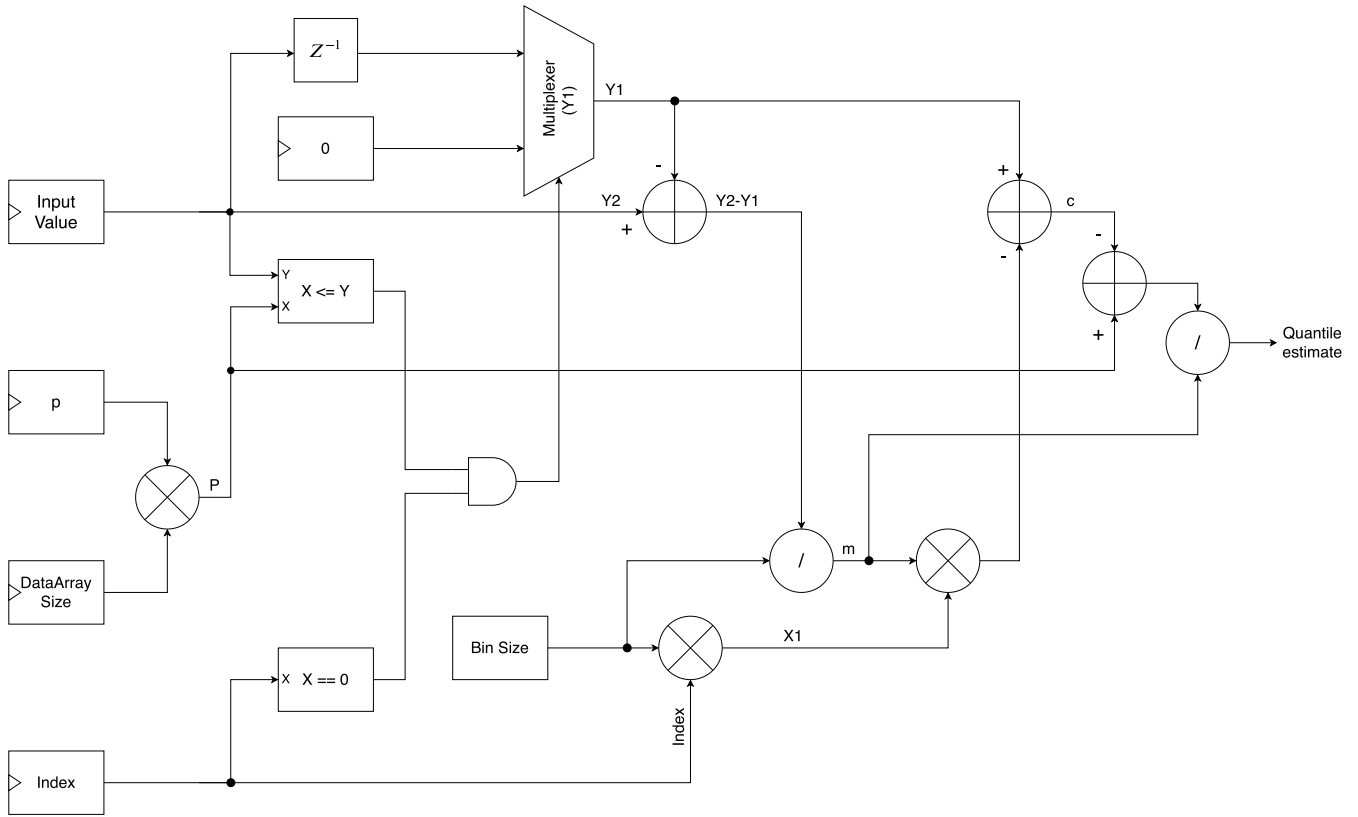 Z⁻¹
Multiplexer
(Y1)
Y1
0
-
+
Input
Value
Y2
+
Y2-Y1
c
-
-
Y
X <= Y
X
+
/
Quantile
estimate
p
P
DataArray
Size
/
m
Bin Size
X1
X
X == 0
Index
Index